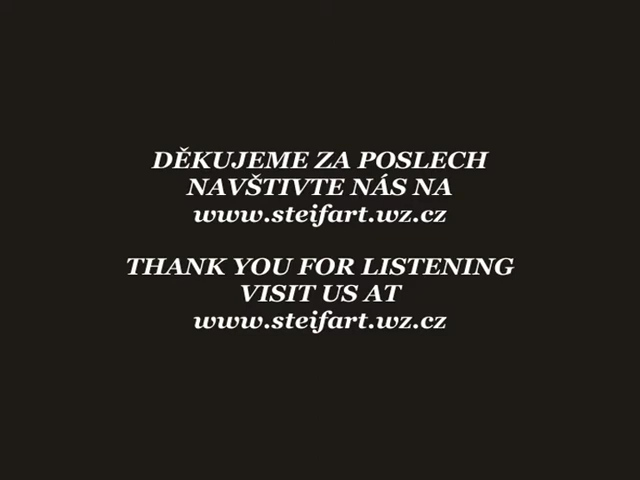 DĚKUJEME ZA POSLECH
NAVŠTIVTE NÁS NA
www.steifart.wz.cz
THANK YOU FOR LISTENING
VISIT US AT
www.steifart.wz.cz